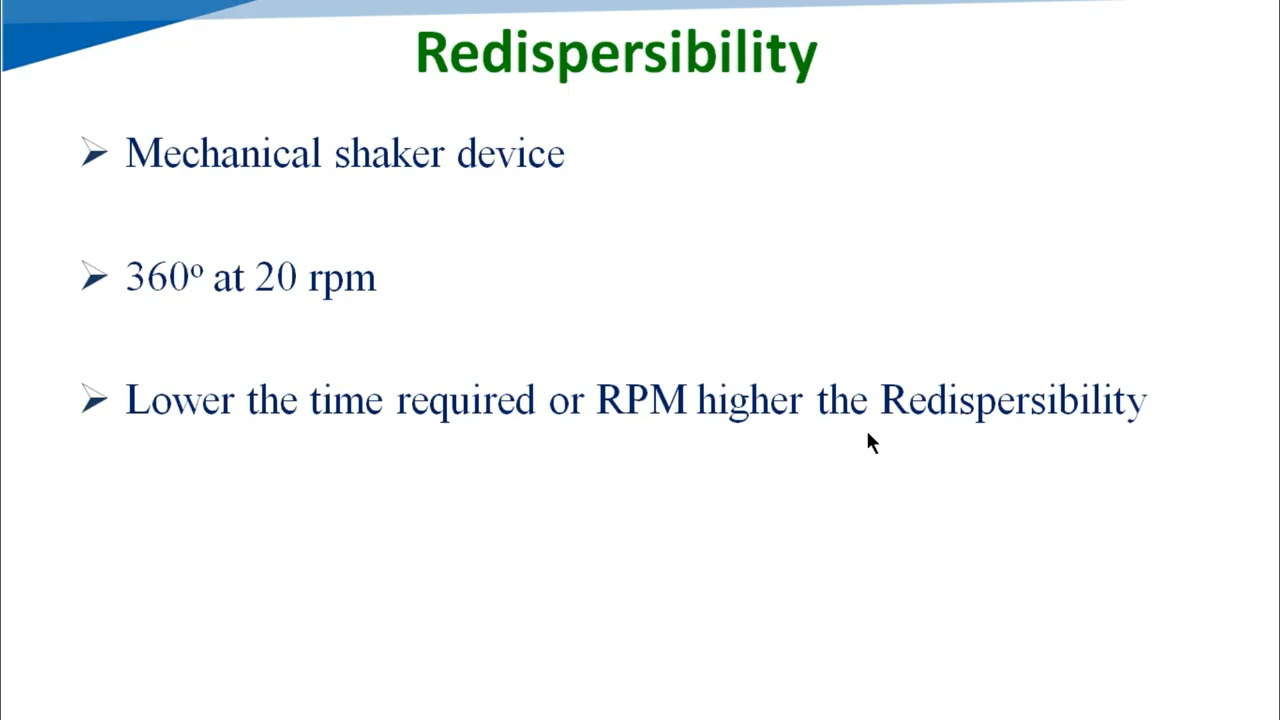 Redispersibility
Mechanical shaker device
360º at 20 rpm
Lower the time required or RPM higher the Redispersibility